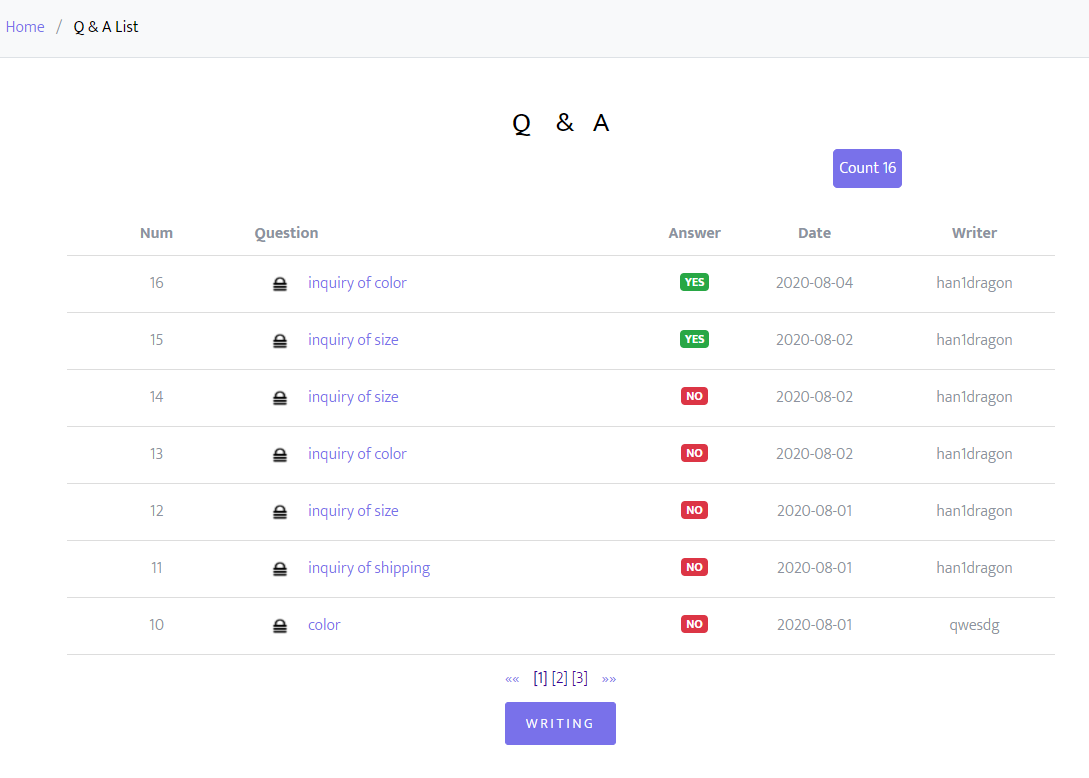 Home / Q & A List
Q & A
Count 16
Num Question Answer Date Writer
16 inquiry of color YES 2020-08-04 han1dragon
15 inquiry of size YES 2020-08-02 han1dragon
14 inquiry of size NO 2020-08-02 han1dragon
13 inquiry of color NO 2020-08-02 han1dragon
12 inquiry of size NO 2020-08-01 han1dragon
11 inquiry of shipping NO 2020-08-01 han1dragon
10 color NO 2020-08-01 qwesdg
«« [1] [2] [3] »»
WRITING